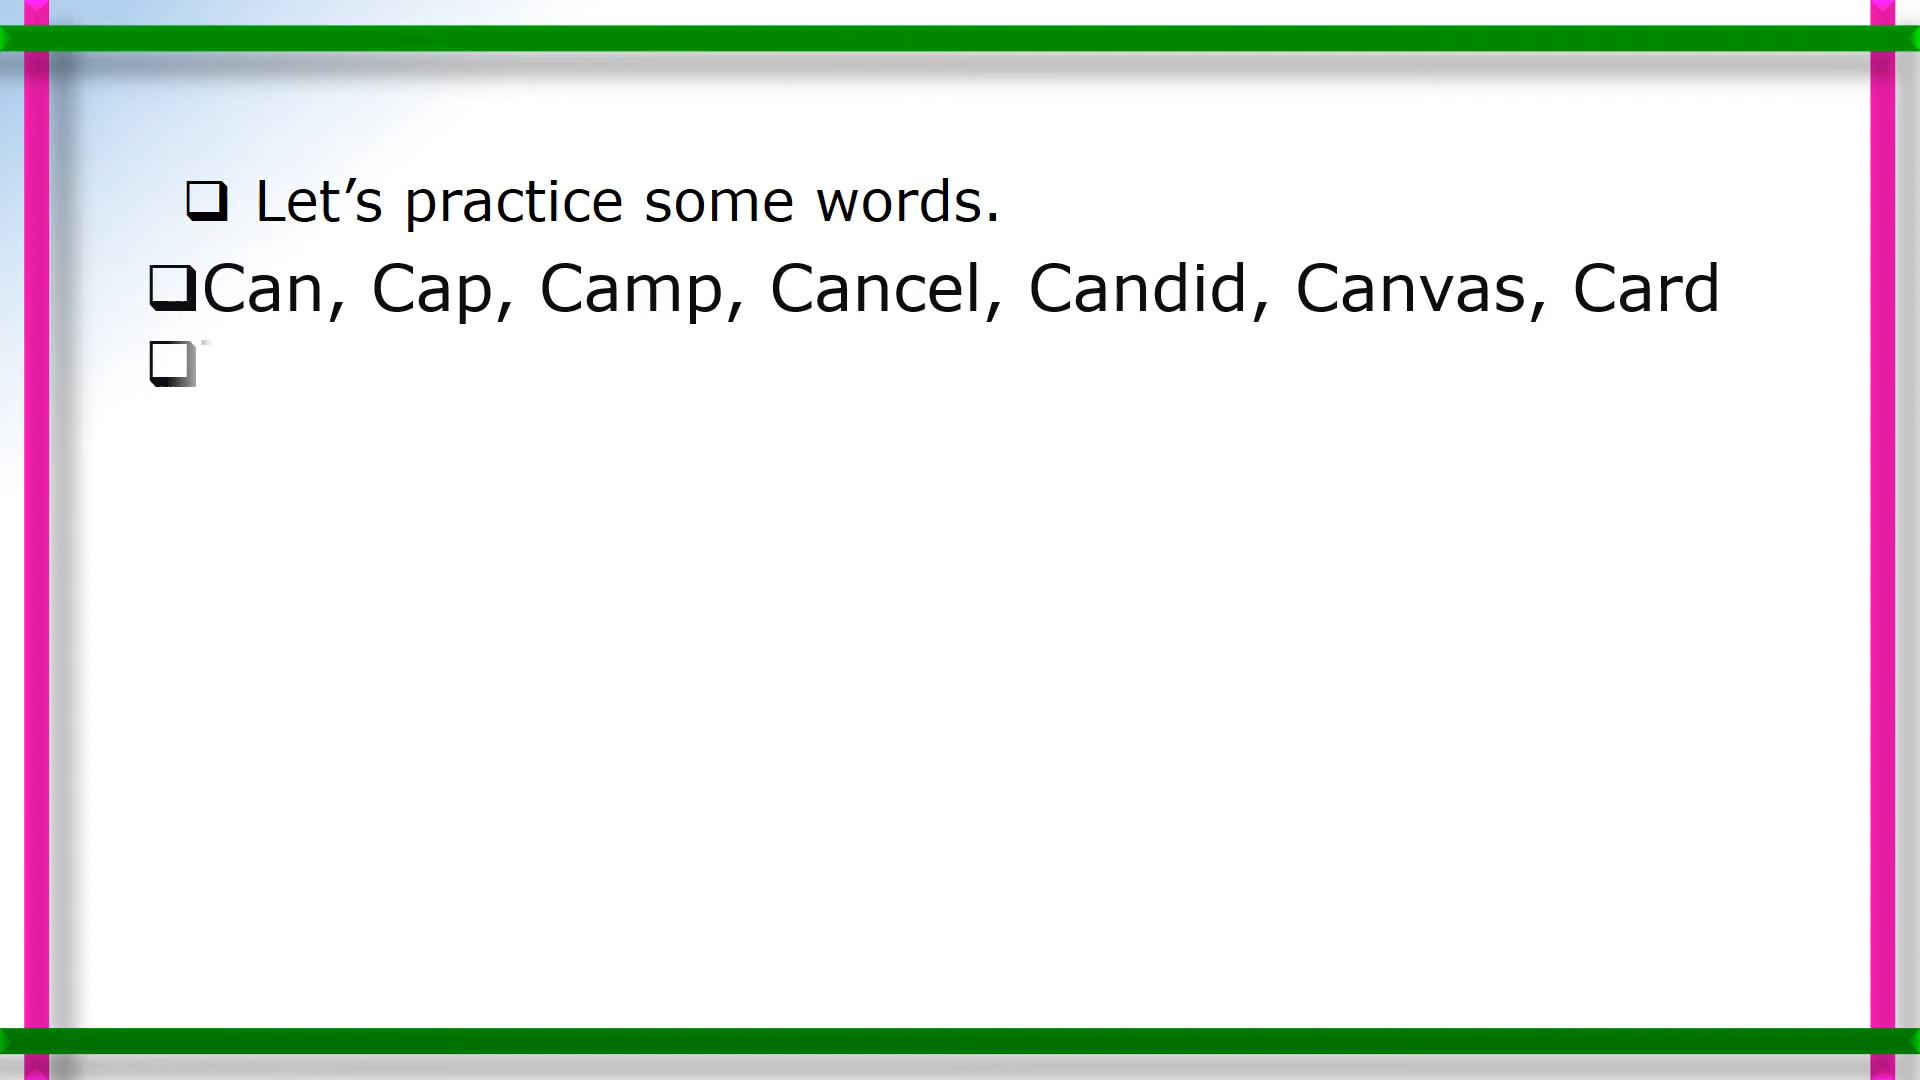 Let’s practice some words.
Can, Cap, Camp, Cancel, Candid, Canvas, Card